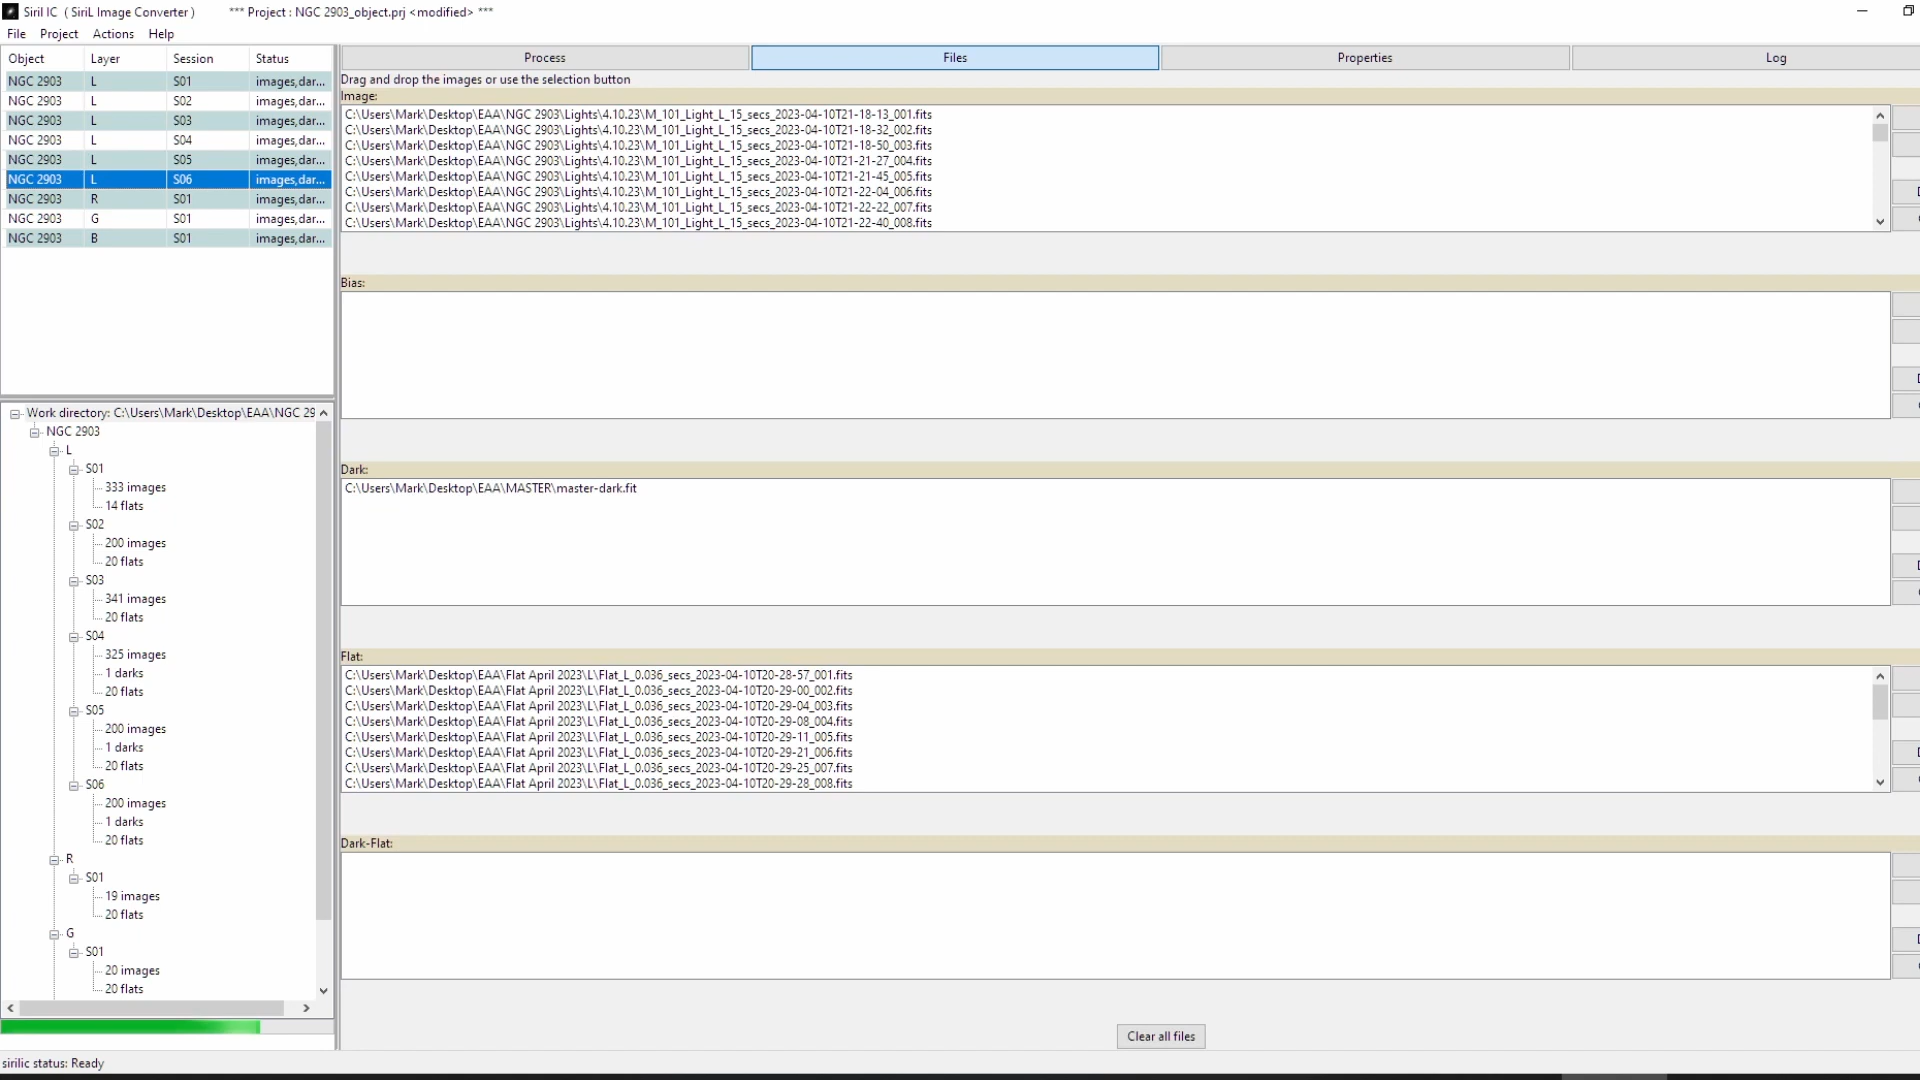 Siril IC ( SiriL Image Converter ) *** Project : NGC 2903_object.prj <modified> ***
File Project Actions Help
Object Layer Session Status
NGC 2903 L S01 images,dar...
NGC 2903 L S02 images,dar...
NGC 2903 L S03 images,dar...
NGC 2903 L S04 images,dar...
NGC 2903 L S05 images,dar...
NGC 2903 L S06 images,dar...
NGC 2903 R S01 images,dar...
NGC 2903 G S01 images,dar...
NGC 2903 B S01 images,dar...
Work directory: C:\Users\Mark\Desktop\EAA\NGC 29
NGC 2903
L
S01
333 images
14 flats
S02
200 images
20 flats
S03
341 images
20 flats
S04
325 images
1 darks
20 flats
S05
200 images
1 darks
20 flats
S06
200 images
1 darks
20 flats
R
S01
19 images
20 flats
G
S01
20 images
20 flats
sirilic status: Ready
Process Files Properties Log
Drag and drop the images or use the selection button
Image:
C:\Users\Mark\Desktop\EAA\NGC 2903\Lights\4.10.23\M_101_Light_L_15_secs_2023-04-10T21-18-13_001.fits
C:\Users\Mark\Desktop\EAA\NGC 2903\Lights\4.10.23\M_101_Light_L_15_secs_2023-04-10T21-18-32_002.fits
C:\Users\Mark\Desktop\EAA\NGC 2903\Lights\4.10.23\M_101_Light_L_15_secs_2023-04-10T21-18-50_003.fits
C:\Users\Mark\Desktop\EAA\NGC 2903\Lights\4.10.23\M_101_Light_L_15_secs_2023-04-10T21-21-27_004.fits
C:\Users\Mark\Desktop\EAA\NGC 2903\Lights\4.10.23\M_101_Light_L_15_secs_2023-04-10T21-21-45_005.fits
C:\Users\Mark\Desktop\EAA\NGC 2903\Lights\4.10.23\M_101_Light_L_15_secs_2023-04-10T21-22-04_006.fits
C:\Users\Mark\Desktop\EAA\NGC 2903\Lights\4.10.23\M_101_Light_L_15_secs_2023-04-10T21-22-22_007.fits
C:\Users\Mark\Desktop\EAA\NGC 2903\Lights\4.10.23\M_101_Light_L_15_secs_2023-04-10T21-22-40_008.fits
Bias:
Dark:
C:\Users\Mark\Desktop\EAA\MASTER\master-dark.fit
Flat:
C:\Users\Mark\Desktop\EAA\Flat April 2023\L\Flat_L_0.036_secs_2023-04-10T20-28-57_001.fits
C:\Users\Mark\Desktop\EAA\Flat April 2023\L\Flat_L_0.036_secs_2023-04-10T20-29-00_002.fits
C:\Users\Mark\Desktop\EAA\Flat April 2023\L\Flat_L_0.036_secs_2023-04-10T20-29-04_003.fits
C:\Users\Mark\Desktop\EAA\Flat April 2023\L\Flat_L_0.036_secs_2023-04-10T20-29-08_004.fits
C:\Users\Mark\Desktop\EAA\Flat April 2023\L\Flat_L_0.036_secs_2023-04-10T20-29-11_005.fits
C:\Users\Mark\Desktop\EAA\Flat April 2023\L\Flat_L_0.036_secs_2023-04-10T20-29-21_006.fits
C:\Users\Mark\Desktop\EAA\Flat April 2023\L\Flat_L_0.036_secs_2023-04-10T20-29-25_007.fits
C:\Users\Mark\Desktop\EAA\Flat April 2023\L\Flat_L_0.036_secs_2023-04-10T20-29-28_008.fits
Dark-Flat:
Clear all files